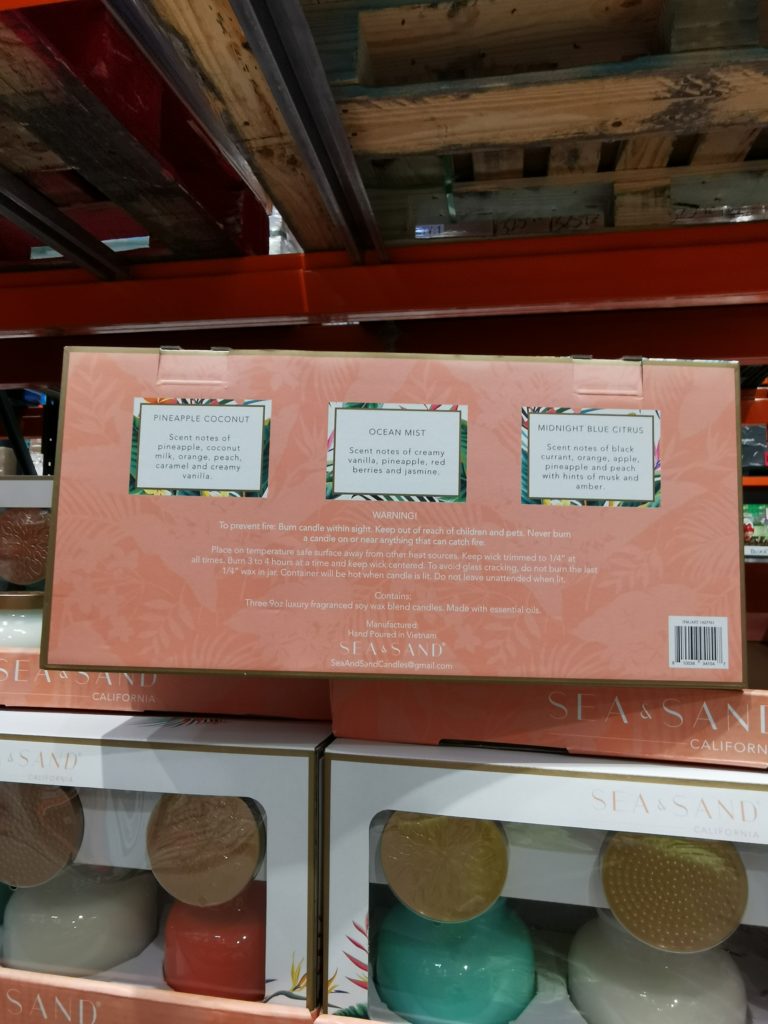 PINEAPPLE COCONUT
Scent notes of
pineapple, coconut
milk, orange, peach,
caramel and creamy
vanilla.
OCEAN MIST
Scent notes of creamy
vanilla, pineapple, red
berries and jasmine.
MIDNIGHT BLUE CITRUS
Scent notes of black
currant, orange, apple,
pineapple and peach
with hints of musk and
amber.
WARNING!
To prevent fire: Burn candle within sight. Keep out of reach of children and pets. Never burn
a candle on or near anything that can catch fire.
Place on temperature safe surface away from other heat sources. Keep wick trimmed to 1/4" at
all times. Burn 3 to 4 hours at a time and keep wick centered. To avoid glass cracking, do not burn the last
1/4" wax in jar. Container will be hot when candle is lit. Do not leave unattended when lit.
Contains:
Three 9oz luxury fragranced soy wax blend candles. Made with essential oils.
Manufactured:
Hand Poured in Vietnam
SEA & SAND®
SeaAndSandCandles@gmail.com
SEA & SAND®
CALIFORNIA
SEA & SAND
CALIFORN
& SAND®
CALIFORNIA
SEA & SAND®
CALIFORNIA
SAND®